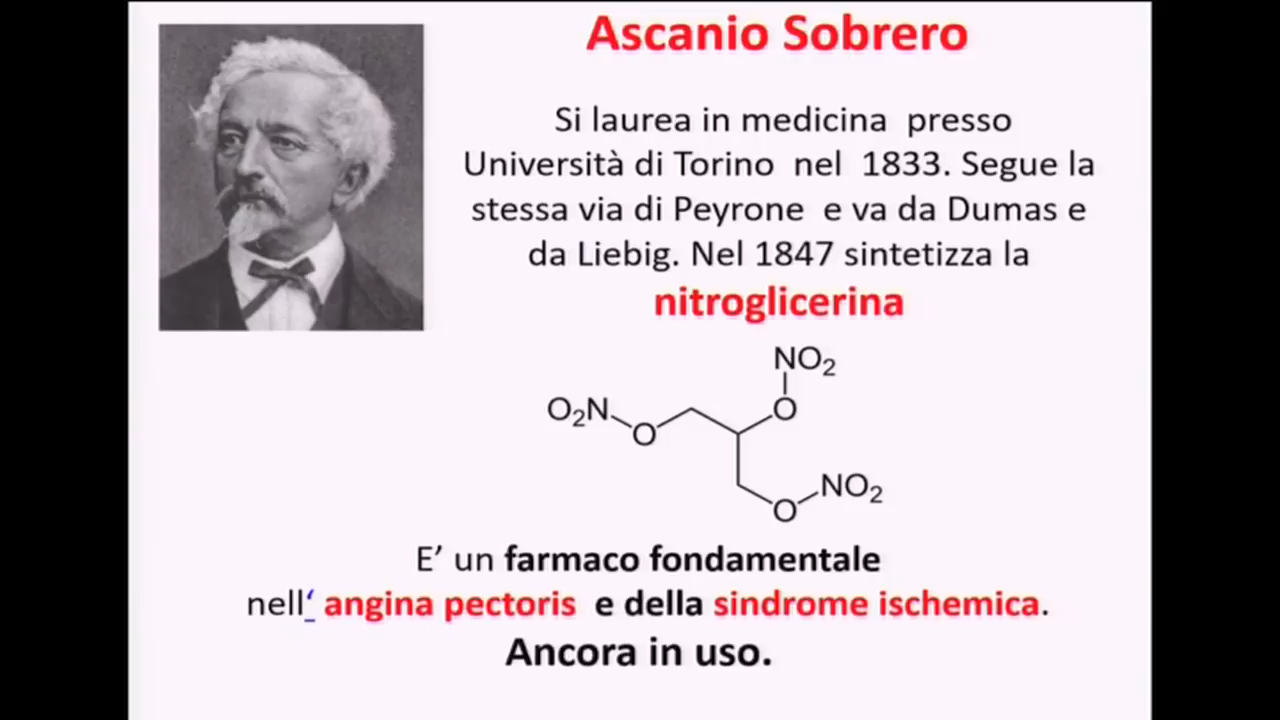 Ascanio Sobrero
Si laurea in medicina presso
Università di Torino nel 1833. Segue la
stessa via di Peyrone e va da Dumas e
da Liebig. Nel 1847 sintetizza la
nitroglicerina
NO2
O2N
O
O
NO2
O
E’ un farmaco fondamentale
nell‘ angina pectoris e della sindrome ischemica.
Ancora in uso.